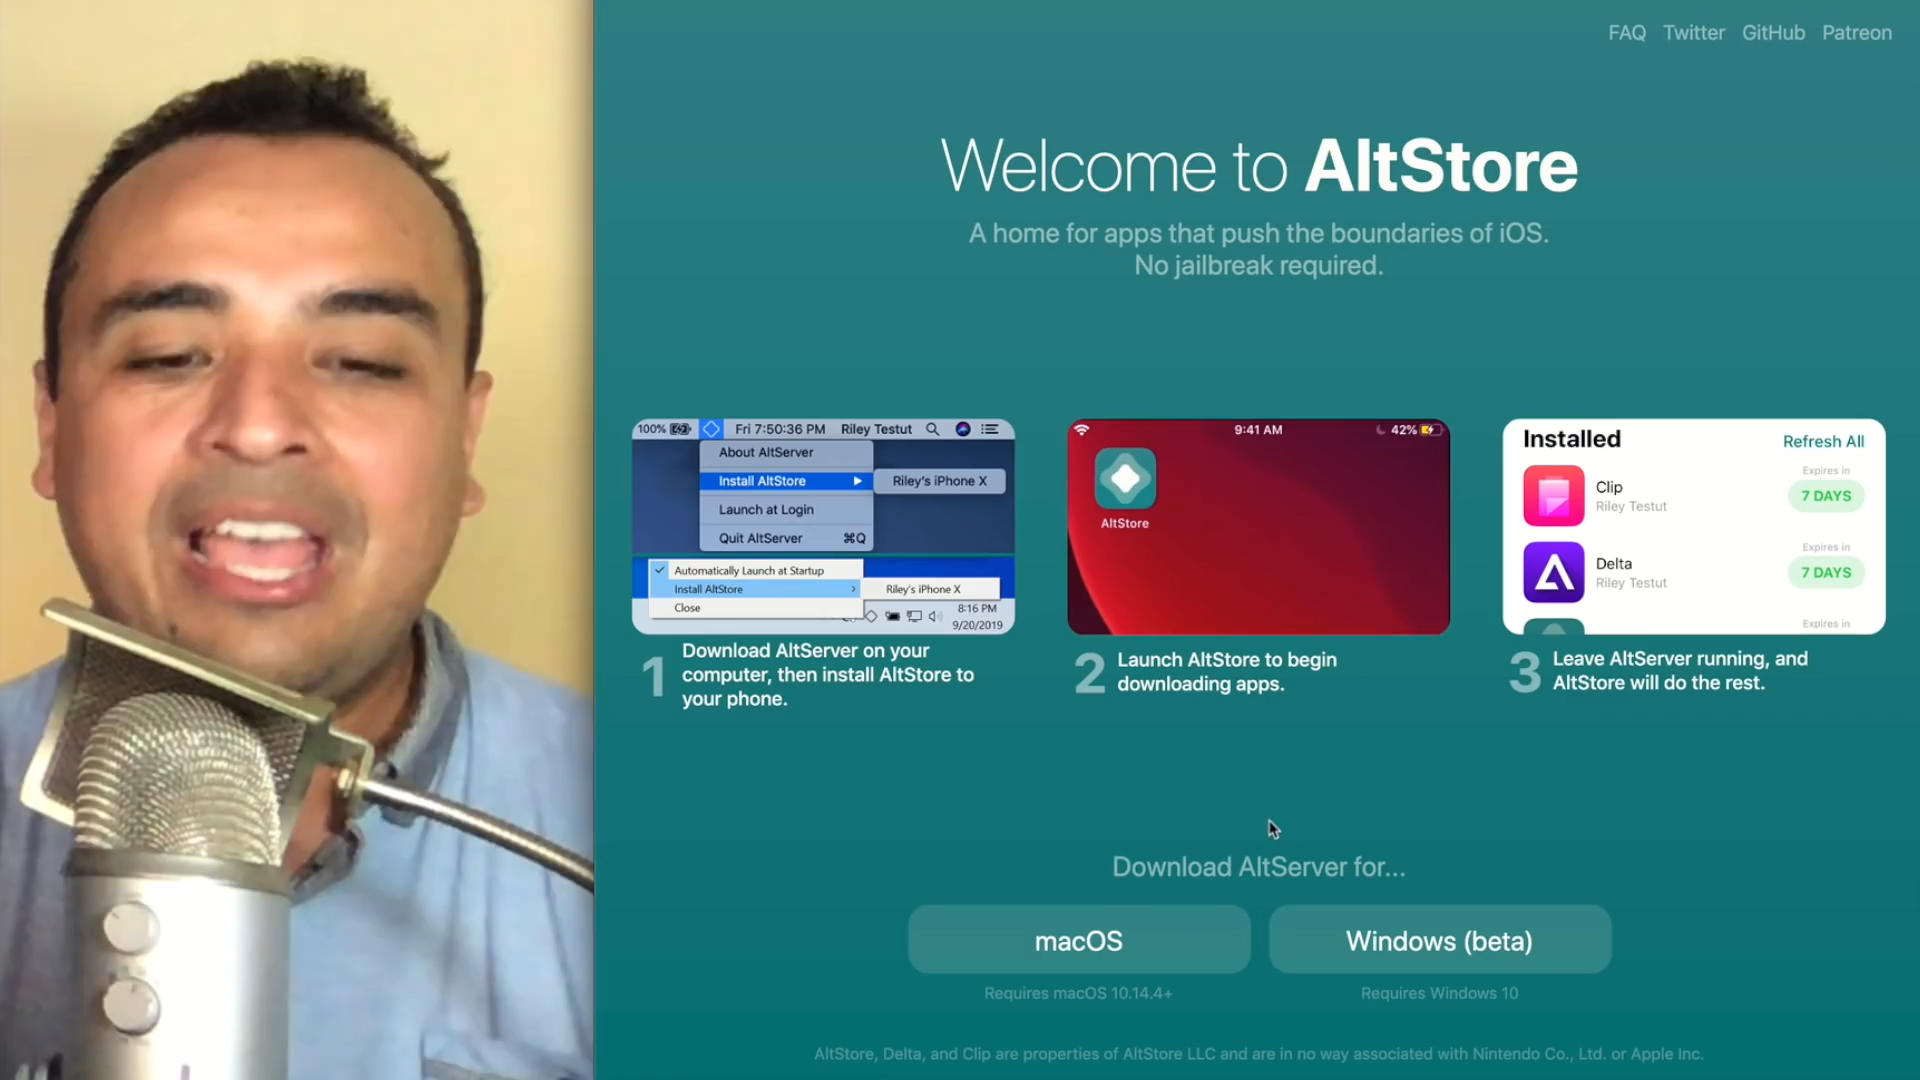 FAQ Twitter GitHub Patreon
Welcome to AltStore
A home for apps that push the boundaries of iOS.
No jailbreak required.
100% Fri 7:50:36 PM Riley Testut
About AltServer
Install AltStore ▶ Riley's iPhone X
Launch at Login
Quit AltServer ⌘Q
Automatically Launch at Startup
Install AltStore > Riley's iPhone X
Close
8:16 PM
9/20/2019
1 Download AltServer on your
computer, then install AltStore to
your phone.
9:41 AM 42%
AltStore
2 Launch AltStore to begin
downloading apps.
Installed Refresh All
Expires in
Clip
Riley Testut
7 DAYS
Expires in
Delta
Riley Testut
7 DAYS
Expires in
3 Leave AltServer running, and
AltStore will do the rest.
Download AltServer for...
macOS Windows (beta)
Requires macOS 10.14.4+ Requires Windows 10
AltStore, Delta, and Clip are properties of AltStore LLC and are in no way associated with Nintendo Co., Ltd. or Apple Inc.